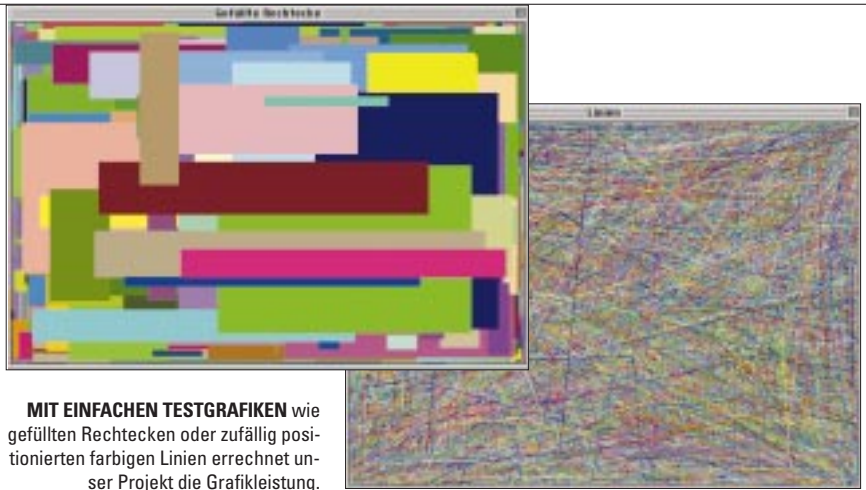 Gefüllte Rechtecke
Linien
MIT EINFACHEN TESTGRAFIKEN wie
gefüllten Rechtecken oder zufällig posi-
tionierten farbigen Linien errechnet un-
ser Projekt die Grafikleistung.